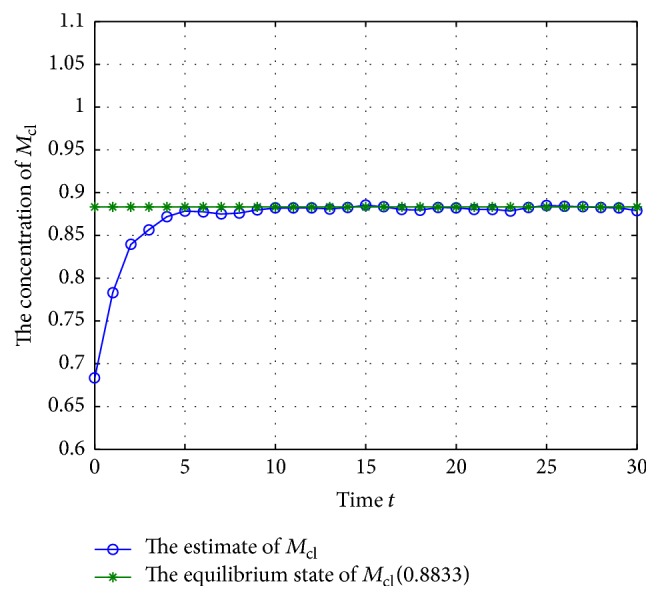 1.1
1.05
1
0.95
0.9
0.85
0.8
0.75
0.7
0.65
0.6
The concentration of Mcl
0 5 10 15 20 25 30
Time t
The estimate of Mcl
The equilibrium state of Mcl(0.8833)